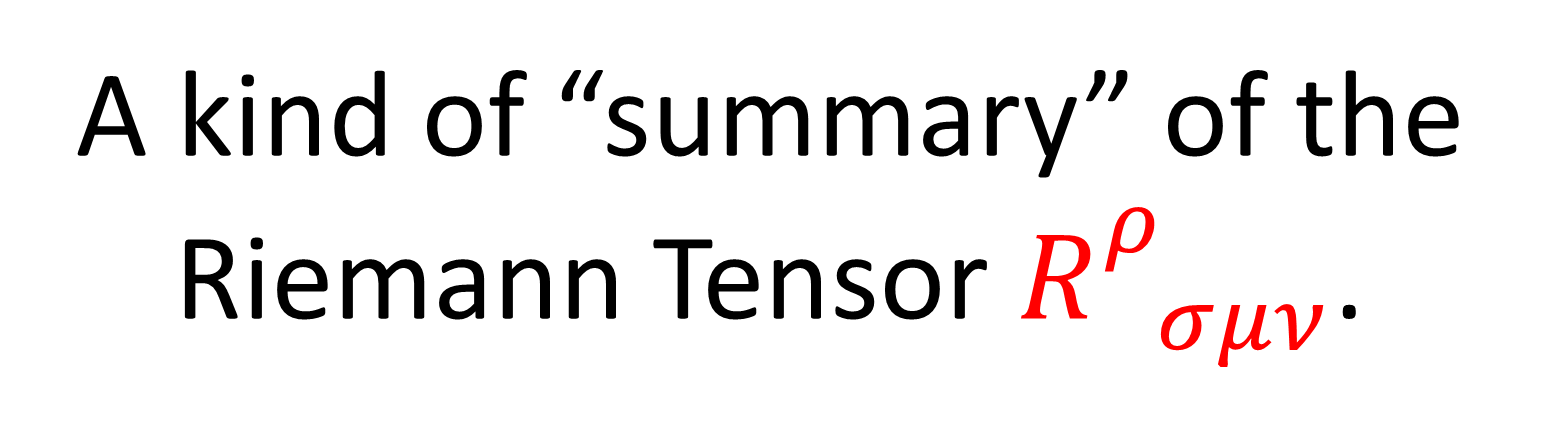 A kind of “summary” of the
Riemann Tensor 𝑅^𝜌_𝜎𝜇𝜈.